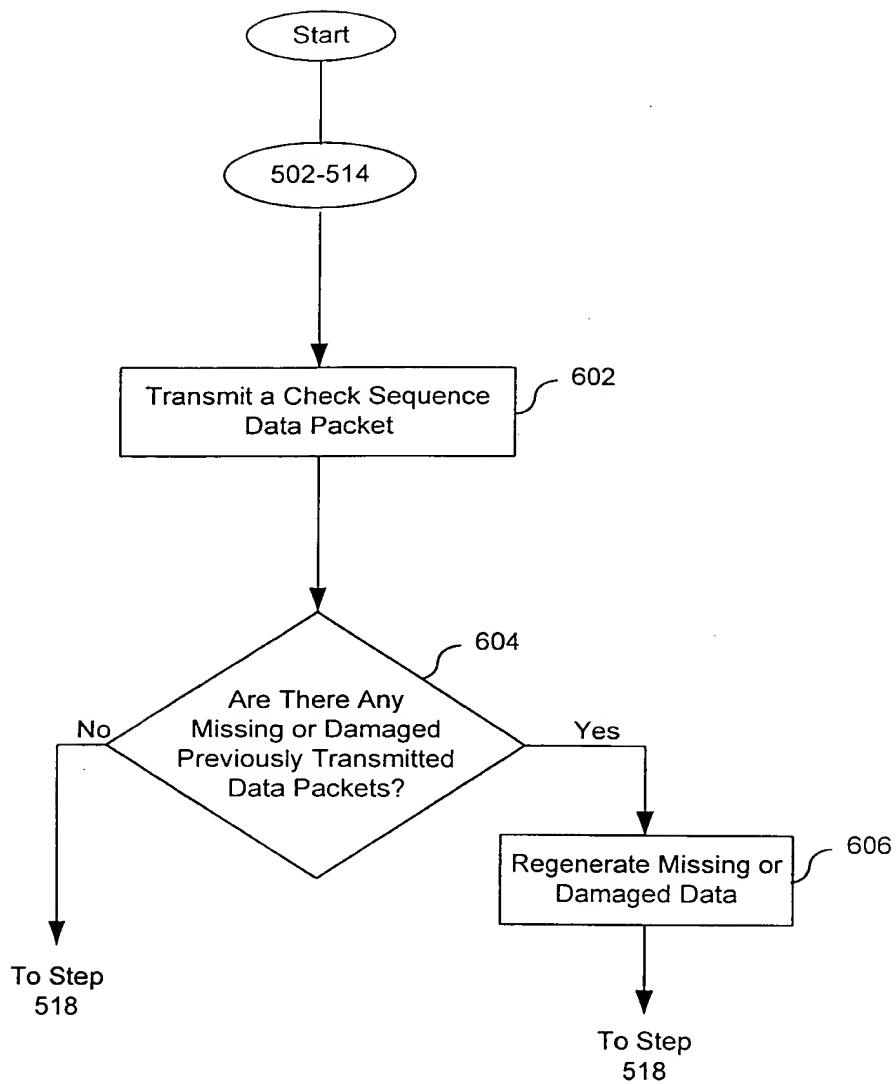 Start
502-514
Transmit a Check Sequence
Data Packet
602
604
Are There Any
Missing or Damaged
Previously Transmitted
Data Packets?
No
Yes
Regenerate Missing or
Damaged Data
606
To Step
518
To Step
518